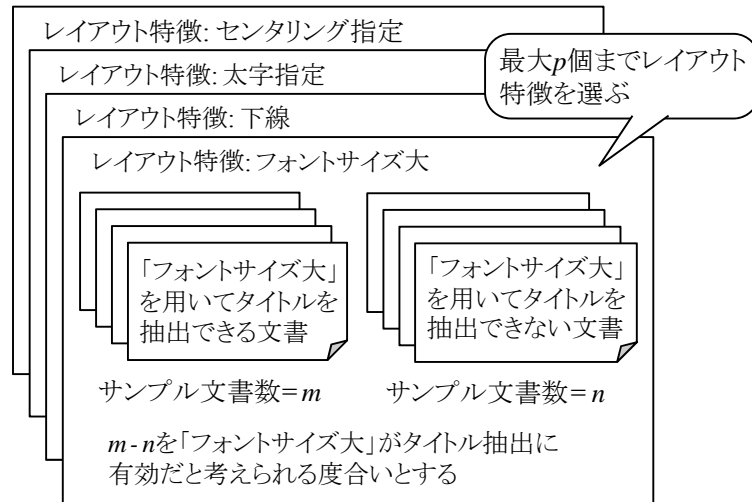 レイアウト特徴: センタリング指定
最大p個までレイアウト
特徴を選ぶ
レイアウト特徴: 太字指定
レイアウト特徴: 下線
レイアウト特徴: フォントサイズ大
「フォントサイズ大」
を用いてタイトルを
抽出できる文書
「フォントサイズ大」
を用いてタイトルを
抽出できない文書
サンプル文書数=m
サンプル文書数=n
m-nを「フォントサイズ大」がタイトル抽出に
有効だと考えられる度合いとする